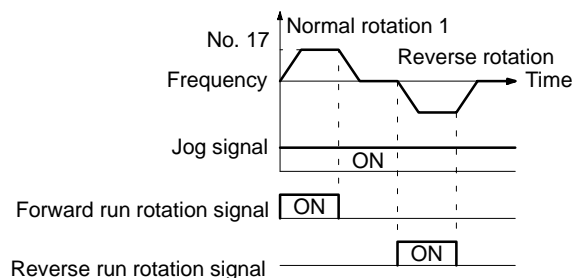 Normal rotation 1
No. 17
Reverse rotation
Frequency
Time
Jog signal
ON
Forward run rotation signal
ON
Reverse run rotation signal
ON